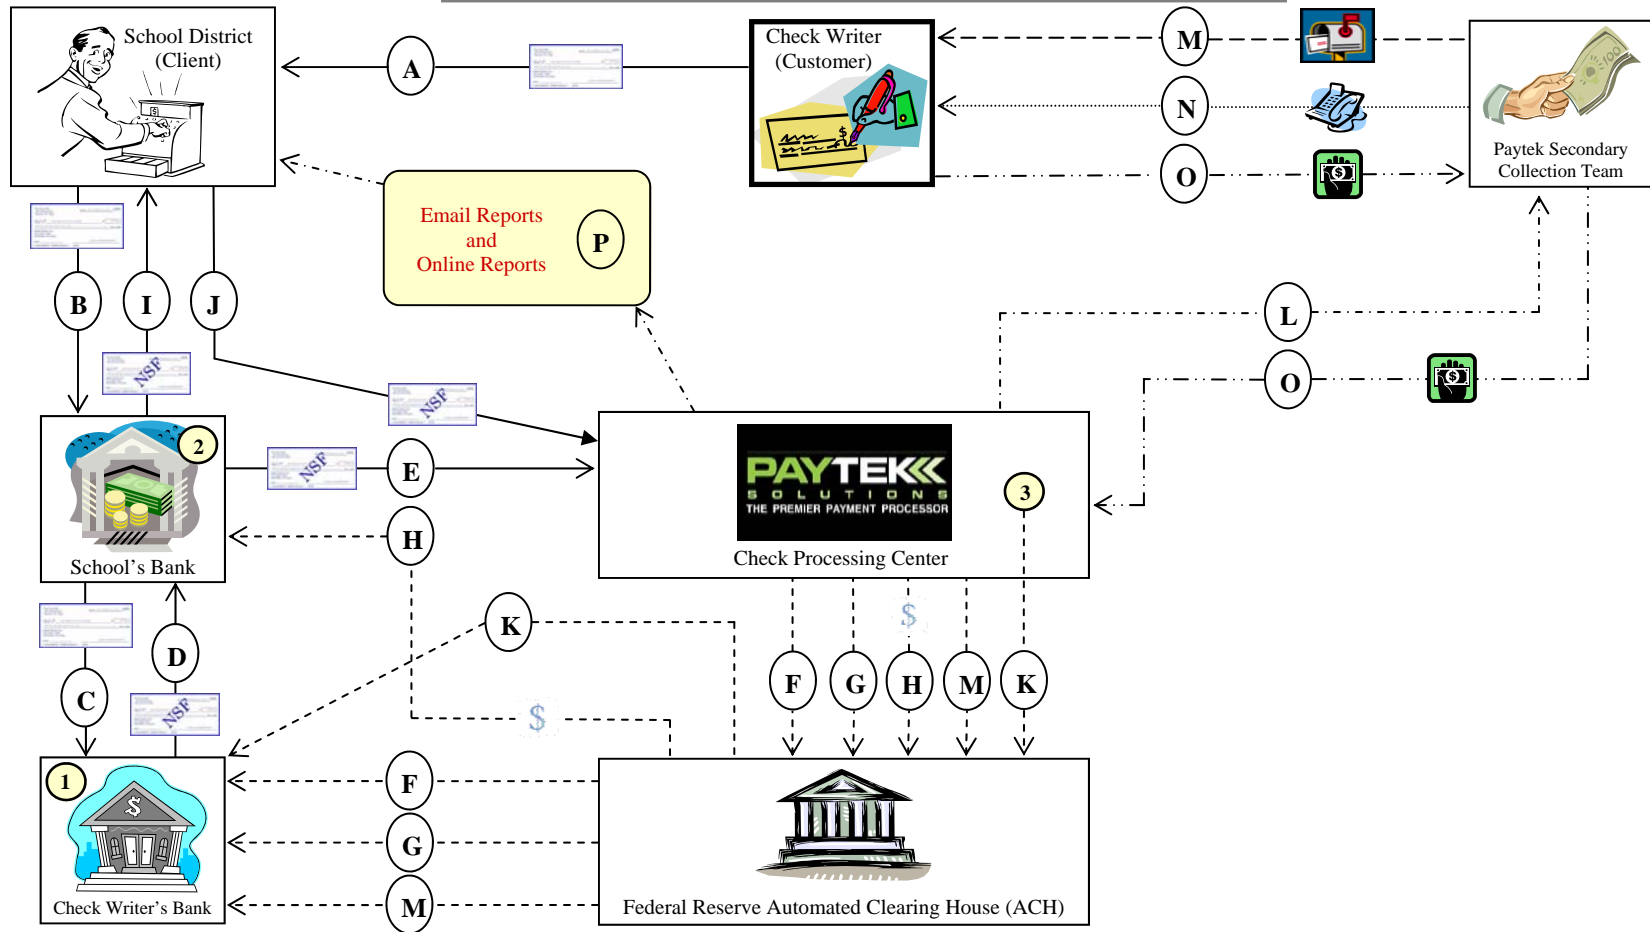 School District
(Client)
A
Check Writer
(Customer)
$
M
N
O
Paytek Secondary
Collection Team
Email Reports
and
Online Reports
P
B
I
J
L
O
NSF
NSF
2
School's Bank
NSF
E
H
PAYTEK
SOLUTIONS
THE PREMIER PAYMENT PROCESSOR
3
Check Processing Center
K
$
D
C
NSF
F
G
H
M
K
$
1
$
Check Writer's Bank
F
G
M
Federal Reserve Automated Clearing House (ACH)